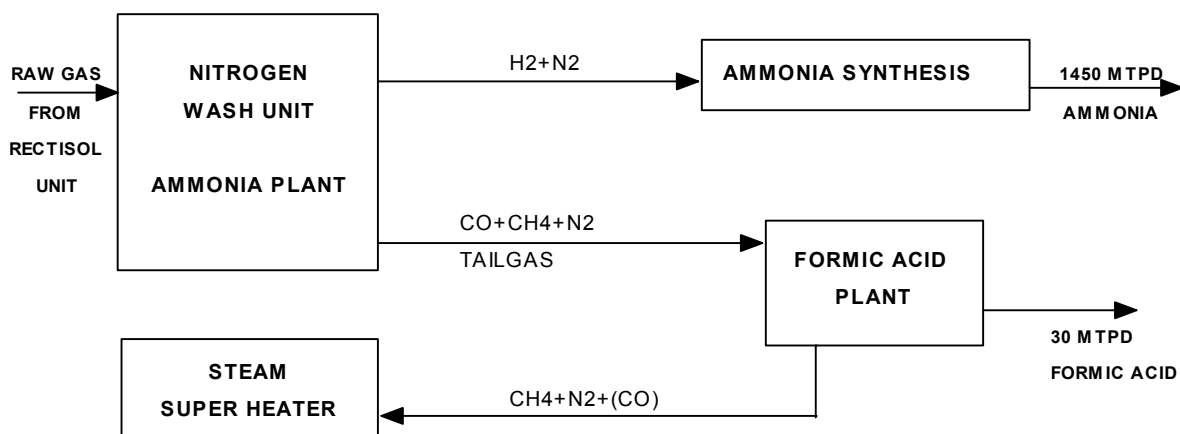 RAW GAS
FROM
RECTISOL
UNIT
NITROGEN
WASH UNIT
AMMONIA PLANT
H2+N2
AMMONIA SYNTHESIS
1450 MTPD
AMMONIA
CO+CH4+N2
TAILGAS
FORMIC ACID
PLANT
30 MTPD
FORMIC ACID
STEAM
SUPER HEATER
CH4+N2+(CO)